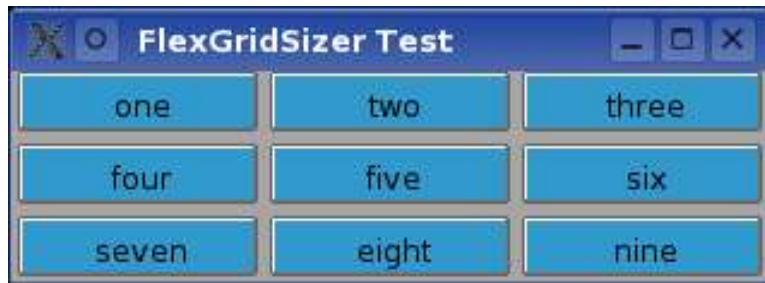 FlexGridSizer Test
one two three
four five six
seven eight nine